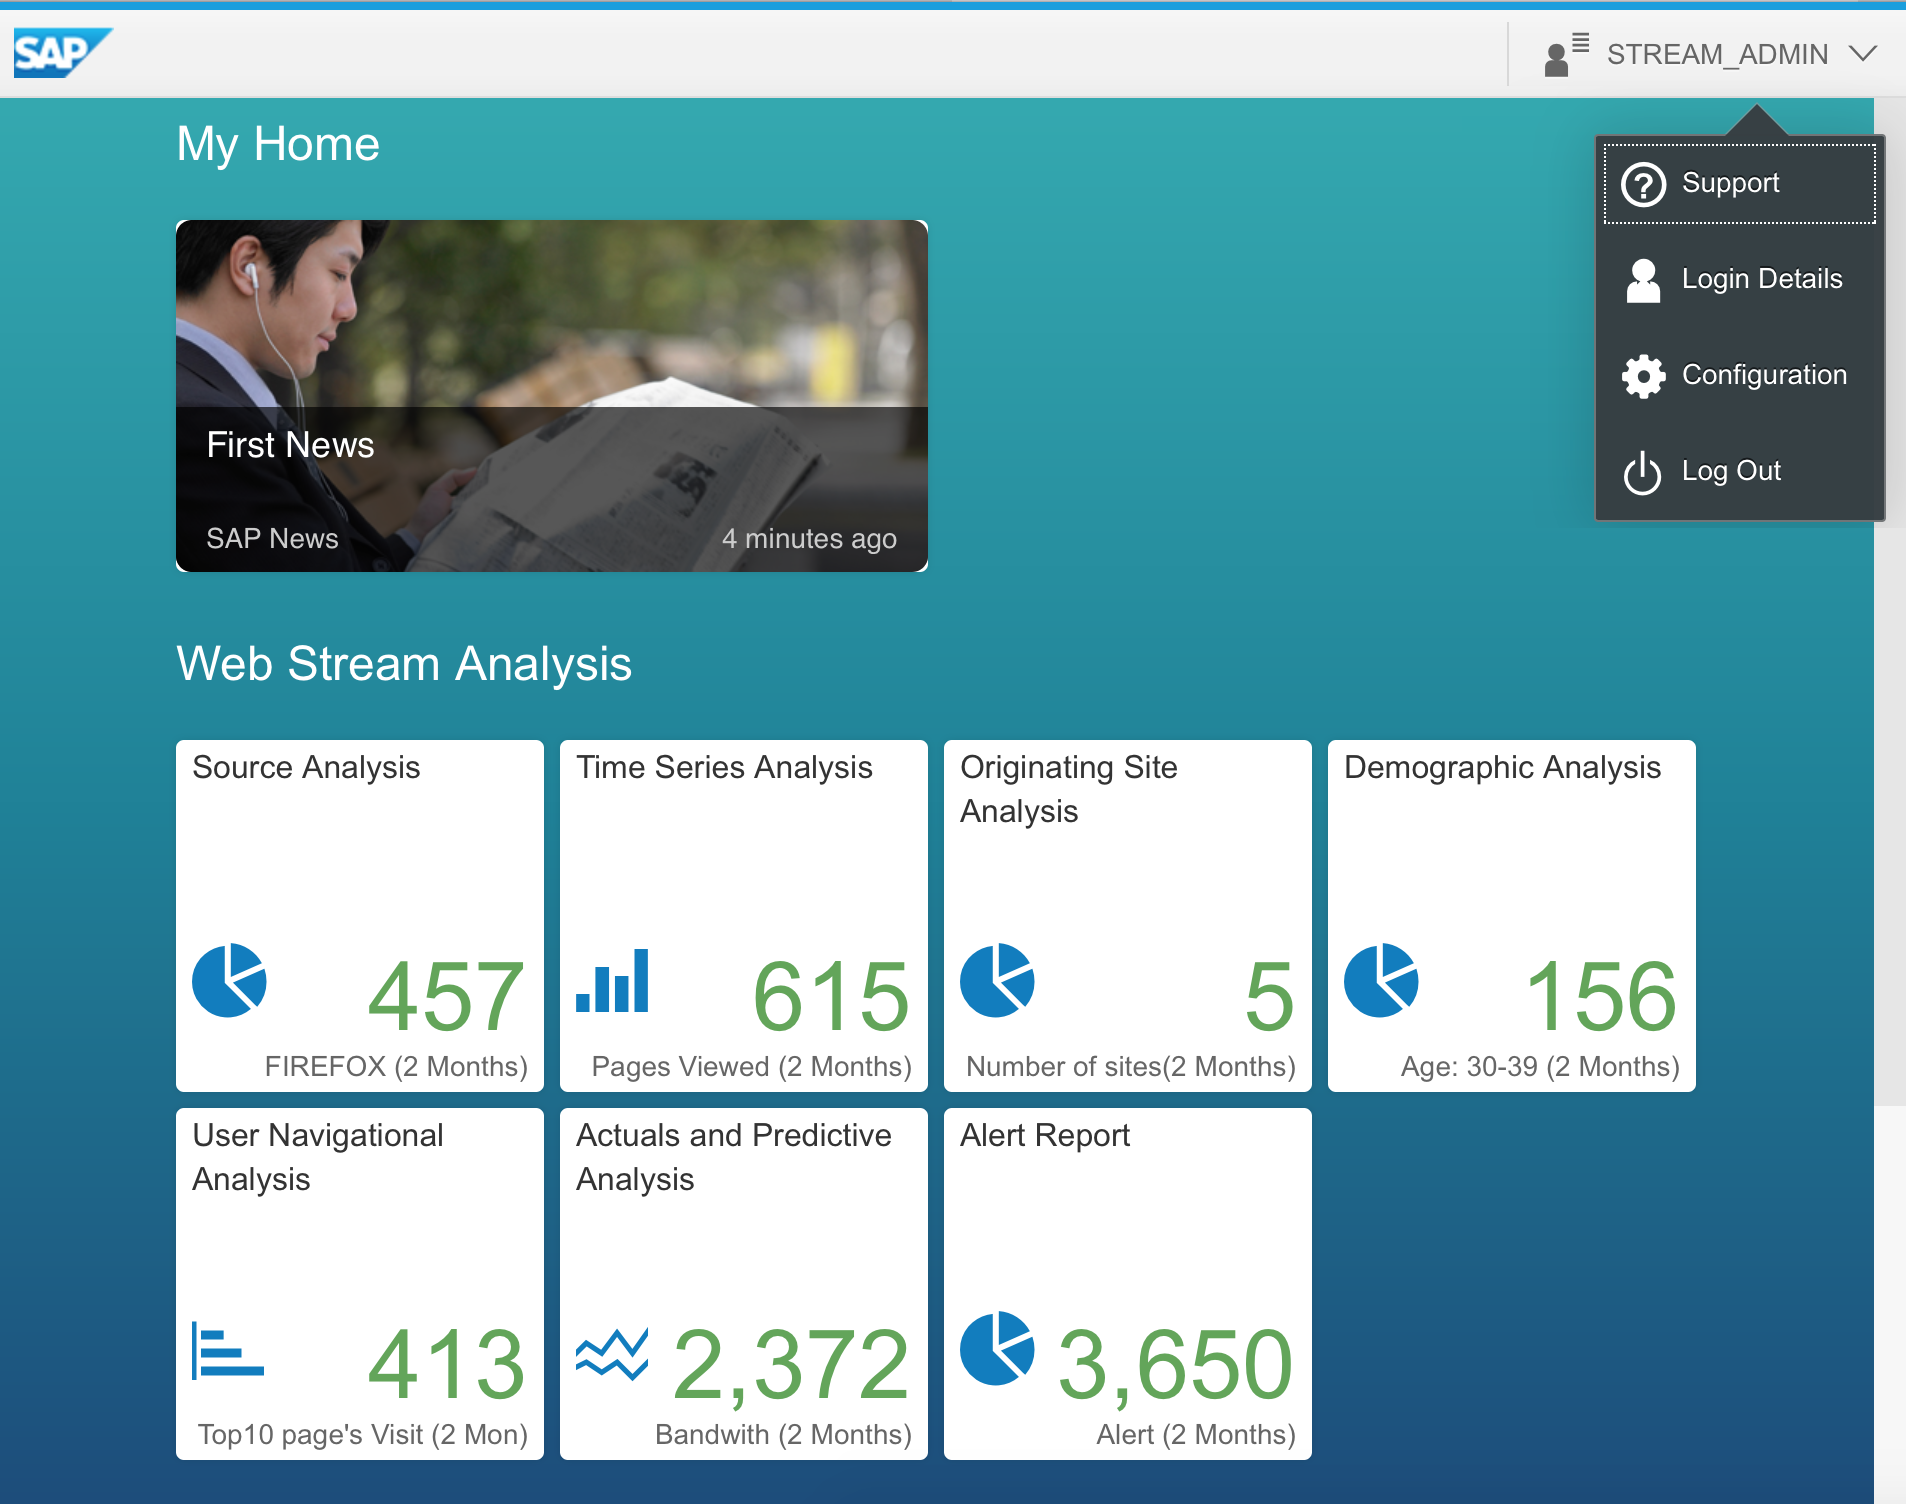 SAP
STREAM_ADMIN
My Home
Support
Login Details
Configuration
Log Out
First News
SAP News
4 minutes ago
Web Stream Analysis
Source Analysis
457
FIREFOX (2 Months)
Time Series Analysis
615
Pages Viewed (2 Months)
Originating Site
Analysis
5
Number of sites(2 Months)
Demographic Analysis
156
Age: 30-39 (2 Months)
User Navigational
Analysis
413
Top10 page's Visit (2 Mon)
Actuals and Predictive
Analysis
2,372
Bandwith (2 Months)
Alert Report
3,650
Alert (2 Months)